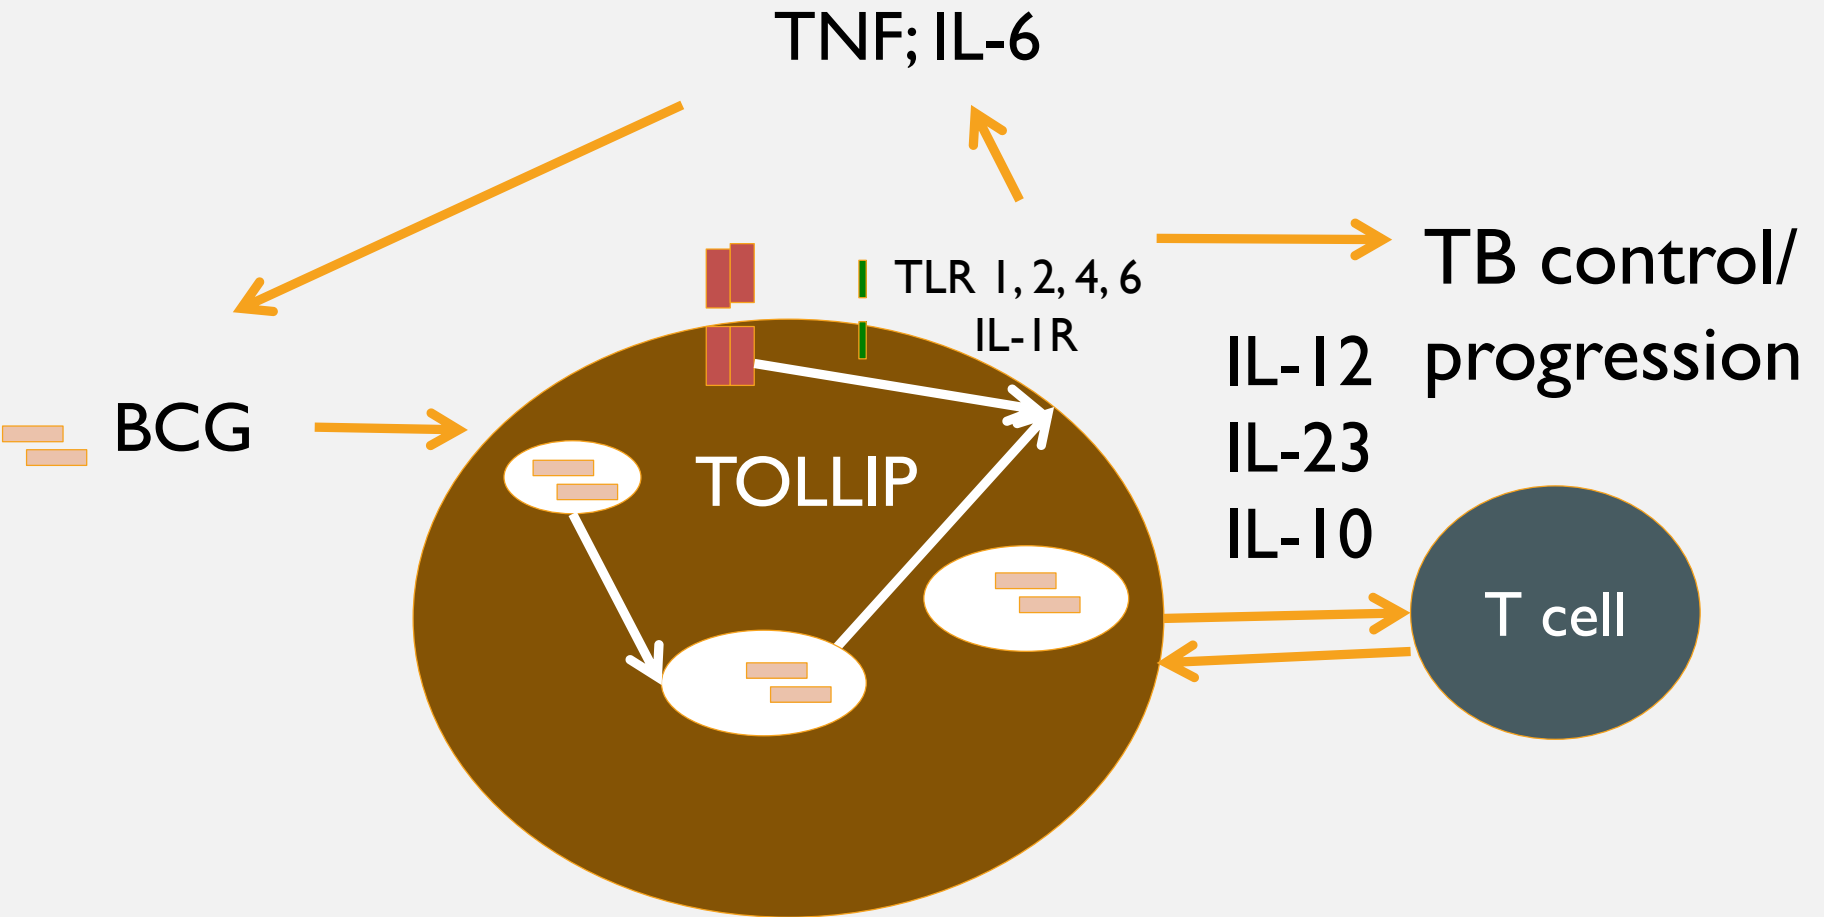 TNF; IL-6
TLR 1, 2, 4, 6
IL-1R
TB control/
progression
IL-12
IL-23
IL-10
BCG
TOLLIP
T cell